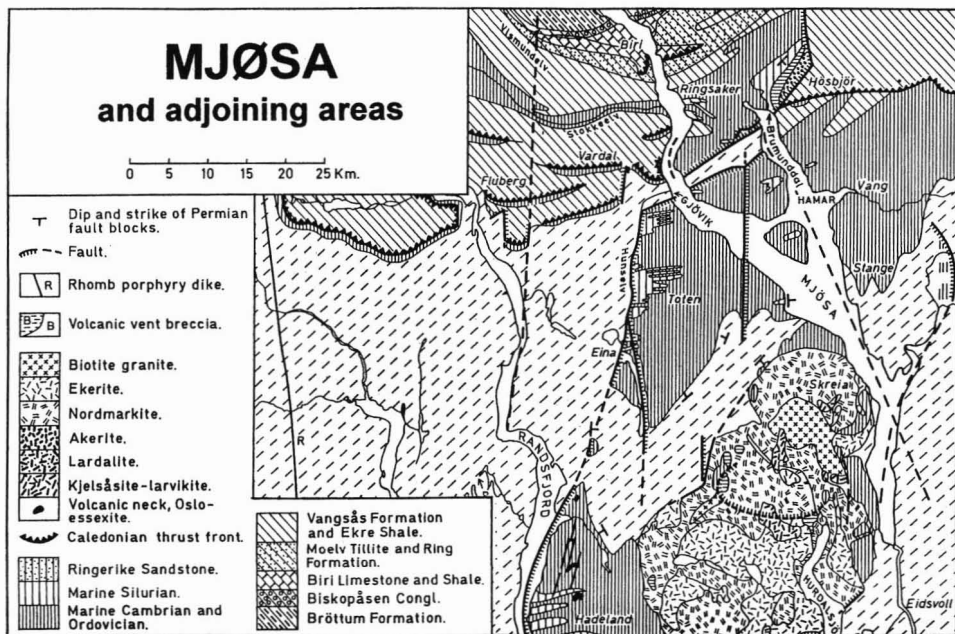 MJØSA
and adjoining areas
0 5 10 15 20 25 Km.
Dip and strike of Permian
fault blocks.
Fault.
R
Rhomb porphyry dike.
B B
Volcanic vent breccia.
Biotite granite.
Ekerite.
Nordmarkite.
Akerite.
Lardalite.
Kjelsåsite-larvikite.
Volcanic neck, Oslo-
essexite.
Caledonian thrust front.
Ringerike Sandstone.
Marine Silurian.
Marine Cambrian and
Ordovician.
Vangsås Formation
and Ekre Shale.
Moelv Tillite and Ring
Formation.
Biri Limestone and Shale.
Biskopåsen Congl.
Bröttum Formation.
Vismundelv
Biri
Ringsaker
Hösbjör
Stokkeelv
Brumunddal
Vardal
Fluberg
Vang
HAMAR
GJÖVIK
Hunselv
Stange
MJÖSA
Toten
Eina
Skreia
R
RANDSFJORD
Hadeland
Eidsvoll